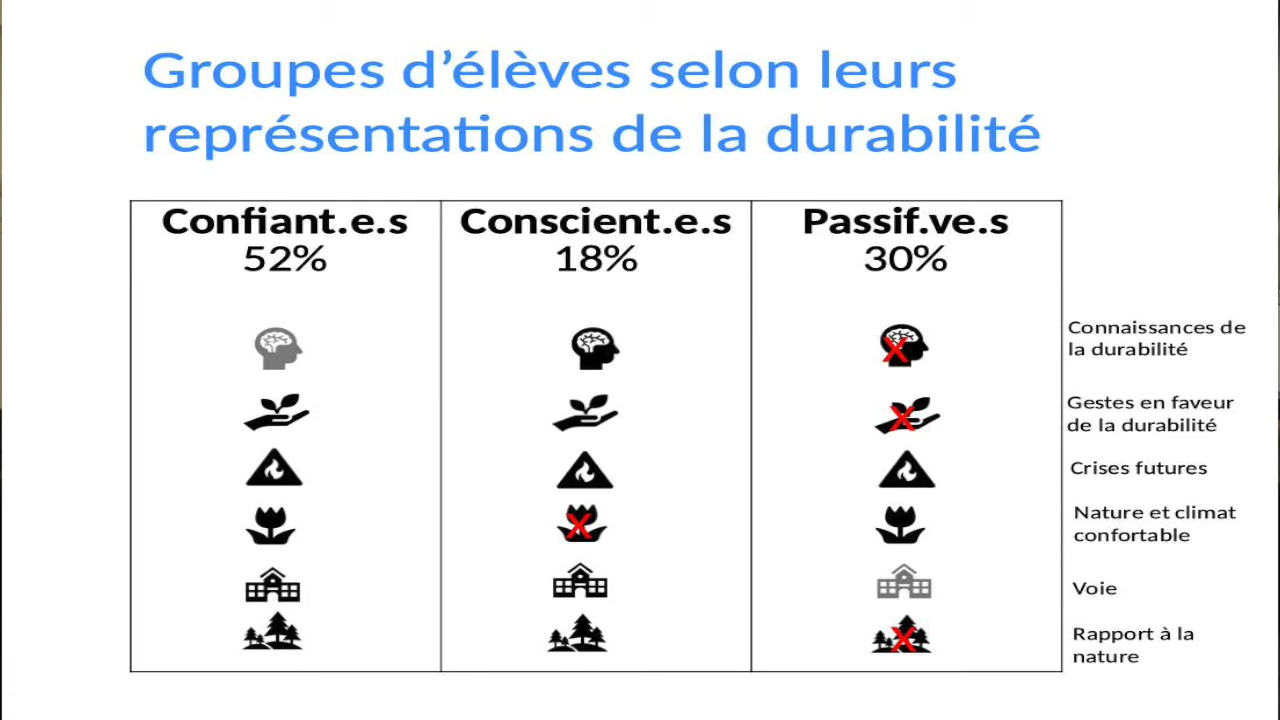 Groupes d’élèves selon leurs
représentations de la durabilité
Confiant.e.s
52%
Conscient.e.s
18%
Passif.ve.s
30%
Connaissances de
la durabilité
Gestes en faveur
de la durabilité
Crises futures
Nature et climat
confortable
Voie
Rapport à la
nature